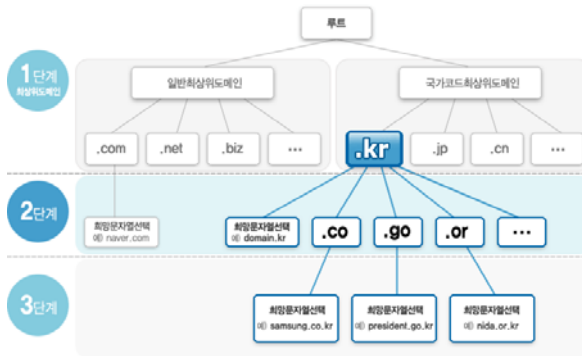 루트
1단계
최상위도메인
일반최상위도메인
국가코드최상위도메인
.com
.net
.biz
...
.kr
.jp
.cn
...
2단계
희망문자열선택
예) naver.com
희망문자열선택
예) domain.kr
.co
.go
.or
...
3단계
희망문자열선택
예) samsung.co.kr
희망문자열선택
예) president.go.kr
희망문자열선택
예) nida.or.kr